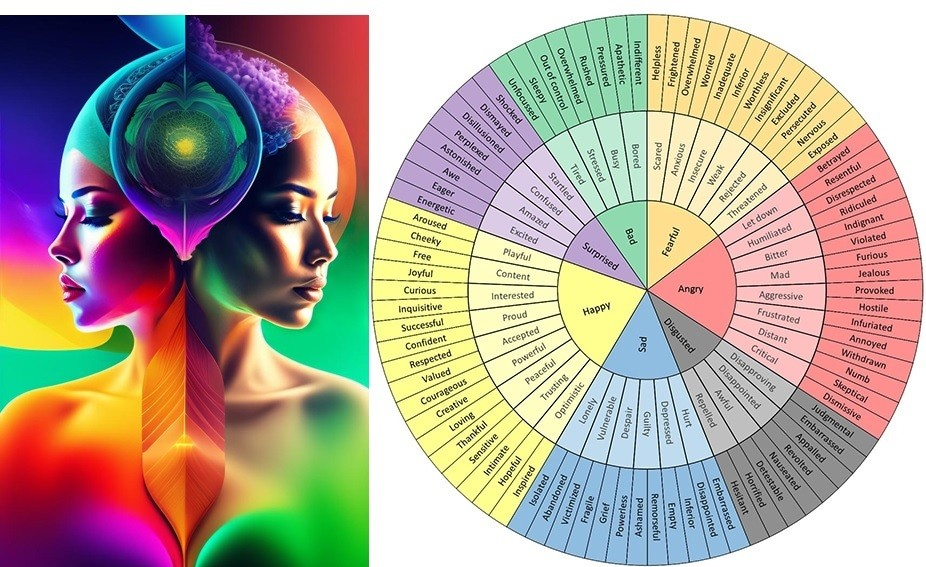 Fearful
Angry
Disgusted
Sad
Happy
Surprised
Bad
Scared
Anxious
Insecure
Weak
Rejected
Threatened
Let down
Humiliated
Bitter
Mad
Aggressive
Frustrated
Distant
Critical
Disapproving
Disappointed
Awful
Repelled
Hurt
Depressed
Guilty
Despair
Vulnerable
Lonely
Optimistic
Trusting
Peaceful
Powerful
Accepted
Proud
Interested
Content
Playful
Excited
Amazed
Confused
Startled
Tired
Stressed
Busy
Bored
Helpless
Frightened
Overwhelmed
Worried
Inadequate
Inferior
Worthless
Insignificant
Excluded
Persecuted
Nervous
Exposed
Betrayed
Resentful
Disrespected
Ridiculed
Indignant
Violated
Furious
Jealous
Provoked
Hostile
Infuriated
Annoyed
Withdrawn
Numb
Skeptical
Dismissive
Judgmental
Embarrassed
Appalled
Revolted
Nauseated
Detestable
Horrified
Hesitant
Embarrassed
Disappointed
Inferior
Empty
Remorseful
Ashamed
Powerless
Grief
Fragile
Victimized
Abandoned
Isolated
Inspired
Hopeful
Intimate
Sensitive
Thankful
Loving
Creative
Courageous
Valued
Respected
Confident
Successful
Inquisitive
Curious
Joyful
Free
Cheeky
Aroused
Energetic
Eager
Awe
Astonished
Perplexed
Disillusioned
Dismayed
Shocked
Unfocussed
Sleepy
Out of control
Overwhelmed
Rushed
Pressured
Apathetic
Indifferent